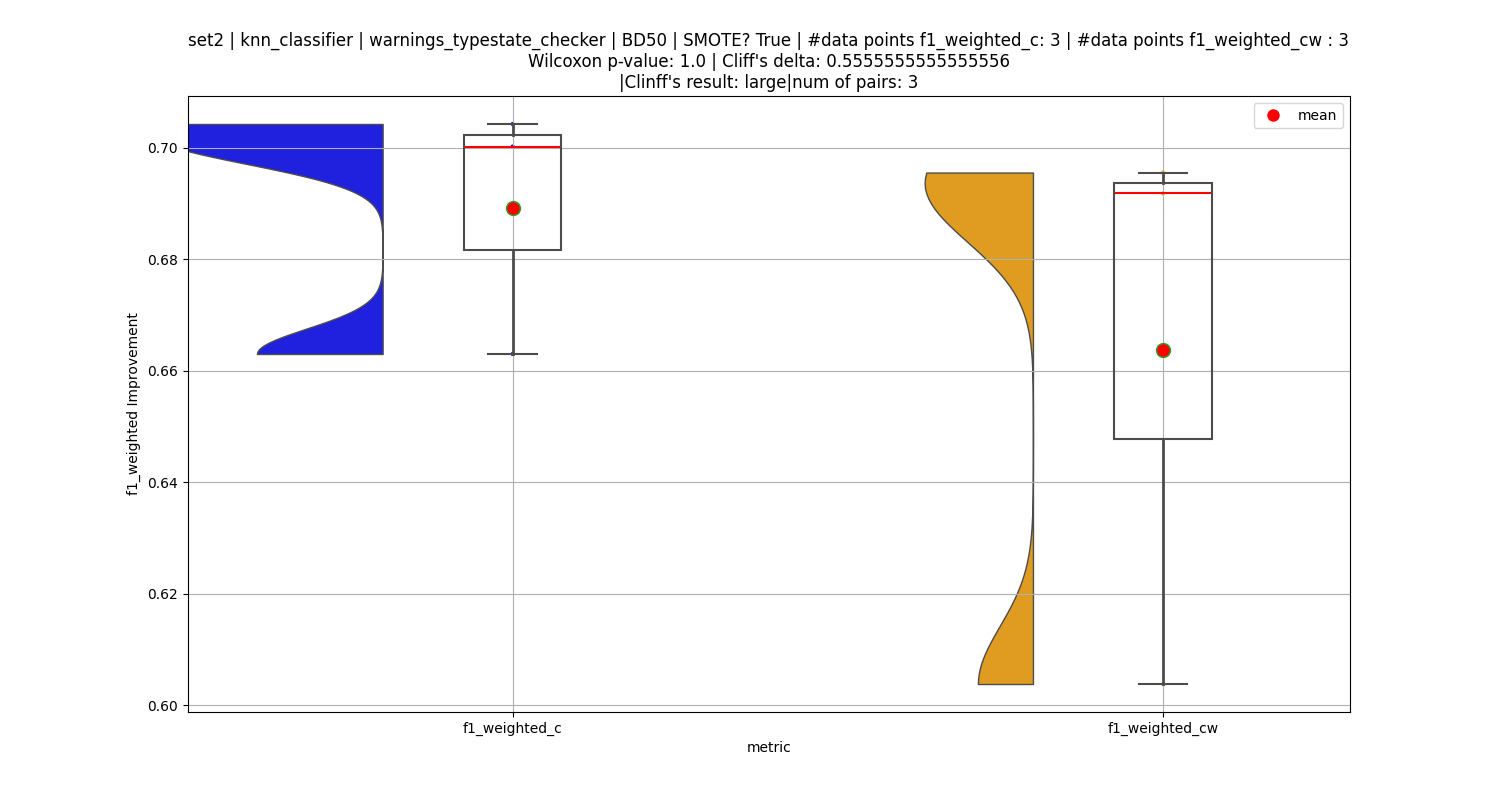 set2 | knn_classifier | warnings_typestate_checker | BD50 | SMOTE? True | #data points f1_weighted_c: 3 | #data points f1_weighted_cw : 3
Wilcoxon p-value: 1.0 | Cliff's delta: 0.5555555555555556
|Clinff's result: large|num of pairs: 3
mean
0.70
0.68
0.66
0.64
0.62
0.60
f1_weighted Improvement
f1_weighted_c
f1_weighted_cw
metric